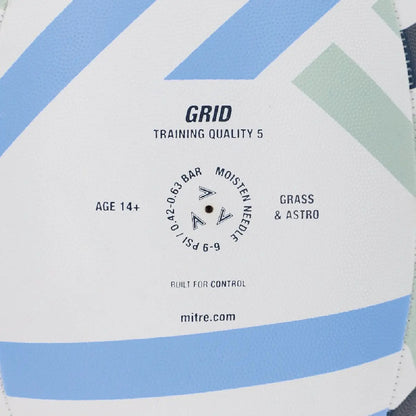 GRID
TRAINING QUALITY 5
AGE 14+
6-9 PSI / 0.42-0.63 BAR
MOISTEN NEEDLE
GRASS
& ASTRO
BUILT FOR CONTROL
mitre.com